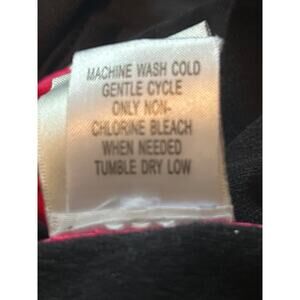 MACHINE WASH COLD
GENTLE CYCLE
ONLY NON-
CHLORINE BLEACH
WHEN NEEDED
TUMBLE DRY LOW